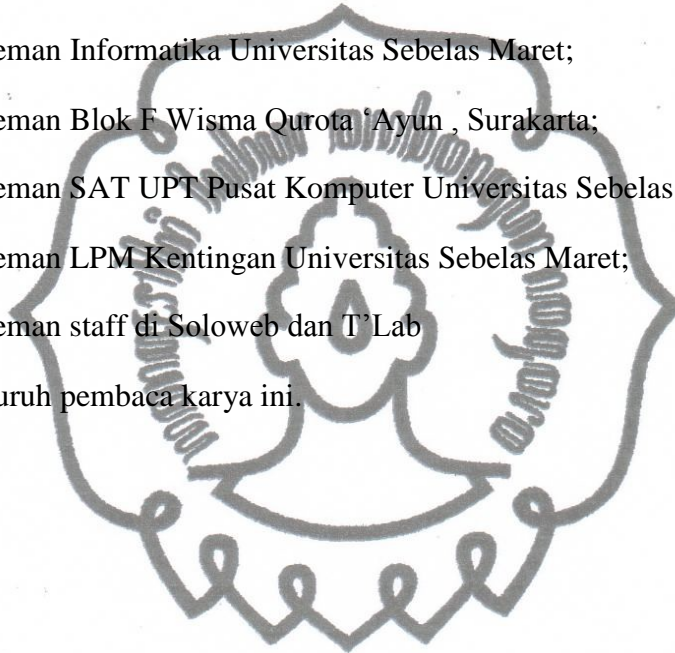 eman Informatika Universitas Sebelas Maret;
eman Blok F Wisma Qurota ‘Ayun , Surakarta;
eman SAT UPT Pusat Komputer Universitas Sebelas
eman LPM Kentingan Universitas Sebelas Maret;
eman staff di Soloweb dan T’Lab
uruh pembaca karya ini.